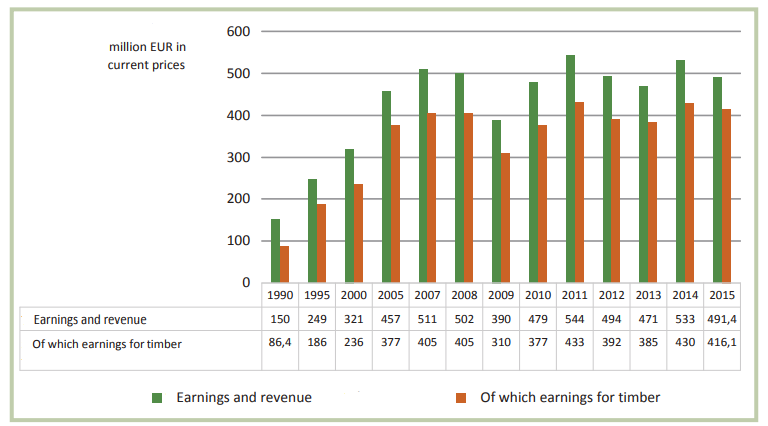 million EUR in
current prices
600
500
400
300
200
100
0
1990 1995 2000 2005 2007 2008 2009 2010 2011 2012 2013 2014 2015
Earnings and revenue 150 249 321 457 511 502 390 479 544 494 471 533 491,4
Of which earnings for timber 86,4 186 236 377 405 405 310 377 433 392 385 430 416,1
Earnings and revenue Of which earnings for timber